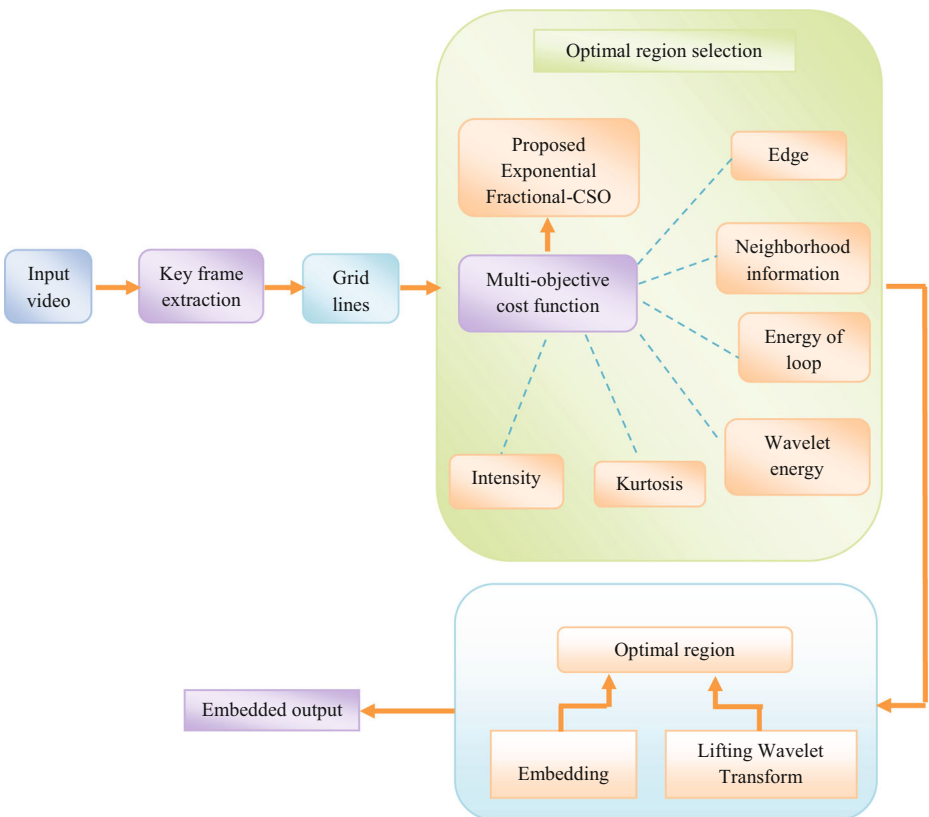 Optimal region selection
Proposed
Exponential
Fractional-CSO
Edge
Input
video
Key frame
extraction
Grid
lines
Multi-objective
cost function
Neighborhood
information
Energy of
loop
Wavelet
energy
Intensity
Kurtosis
Optimal region
Embedded output
Embedding
Lifting Wavelet
Transform